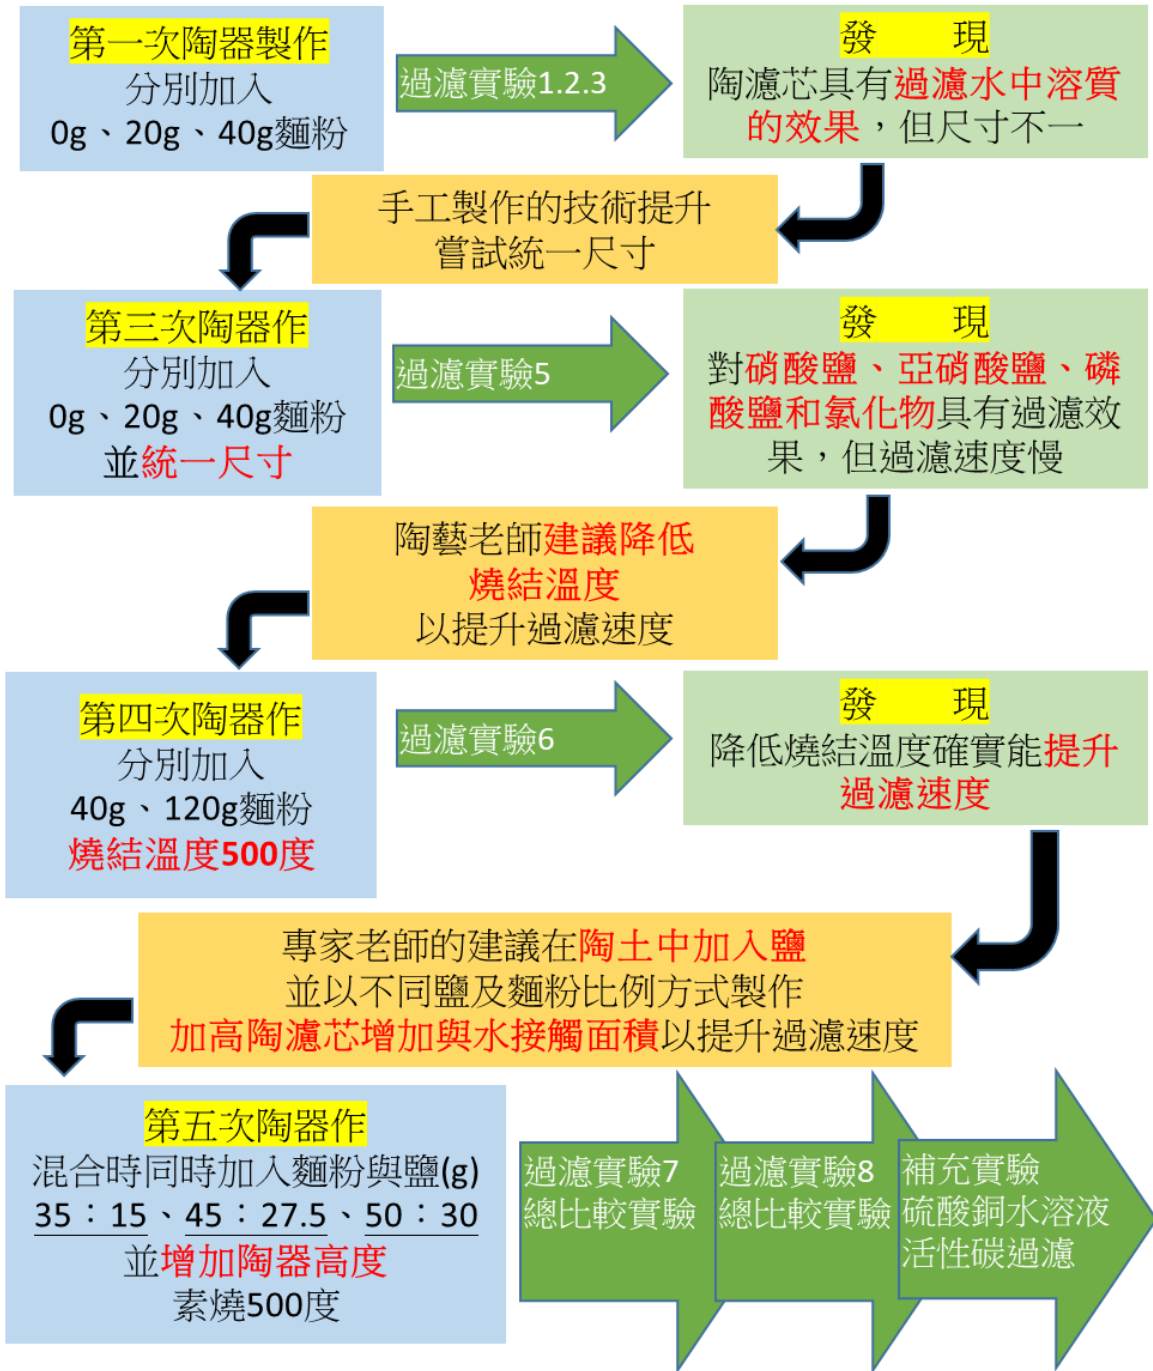 第一次陶器製作
分別加入
0g、20g、40g麵粉
過濾實驗1.2.3
發 現
陶濾芯具有過濾水中溶質
的效果，但尺寸不一
手工製作的技術提升
嘗試統一尺寸
第三次陶器作
分別加入
0g、20g、40g麵粉
並統一尺寸
過濾實驗5
發 現
對硝酸鹽、亞硝酸鹽、磷
酸鹽和氯化物具有過濾效
果，但過濾速度慢
陶藝老師建議降低
燒結溫度
以提升過濾速度
第四次陶器作
分別加入
40g、120g麵粉
燒結溫度500度
過濾實驗6
發 現
降低燒結溫度確實能提升
過濾速度
專家老師的建議在陶土中加入鹽
並以不同鹽及麵粉比例方式製作
加高陶濾芯增加與水接觸面積以提升過濾速度
第五次陶器作
混合時同時加入麵粉與鹽(g)
35：15、45：27.5、50：30
並增加陶器高度
素燒500度
過濾實驗7
總比較實驗
過濾實驗8
總比較實驗
補充實驗
硫酸銅水溶液
活性碳過濾